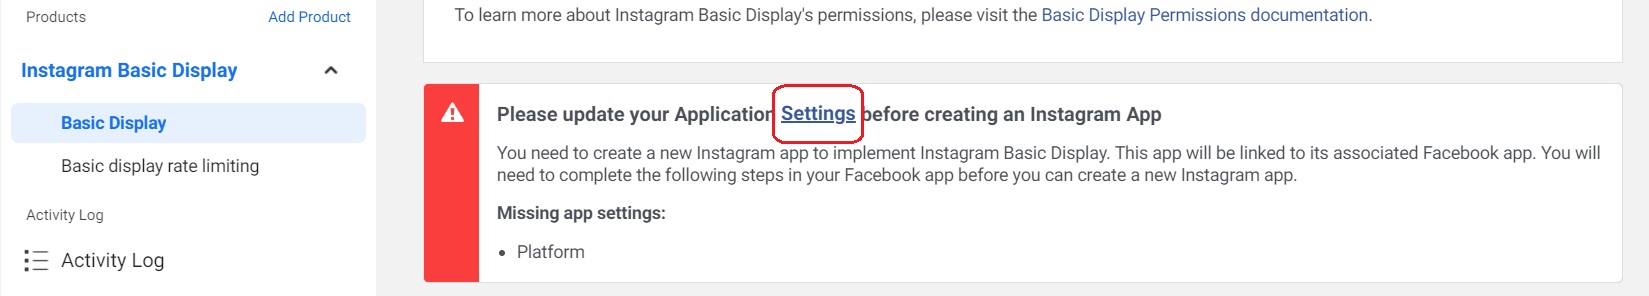 Products Add Product
Instagram Basic Display
Basic Display
Basic display rate limiting
Activity Log
Activity Log
To learn more about Instagram Basic Display's permissions, please visit the Basic Display Permissions documentation.
Please update your Application Settings before creating an Instagram App
You need to create a new Instagram app to implement Instagram Basic Display. This app will be linked to its associated Facebook app. You will
need to complete the following steps in your Facebook app before you can create a new Instagram app.
Missing app settings:
• Platform